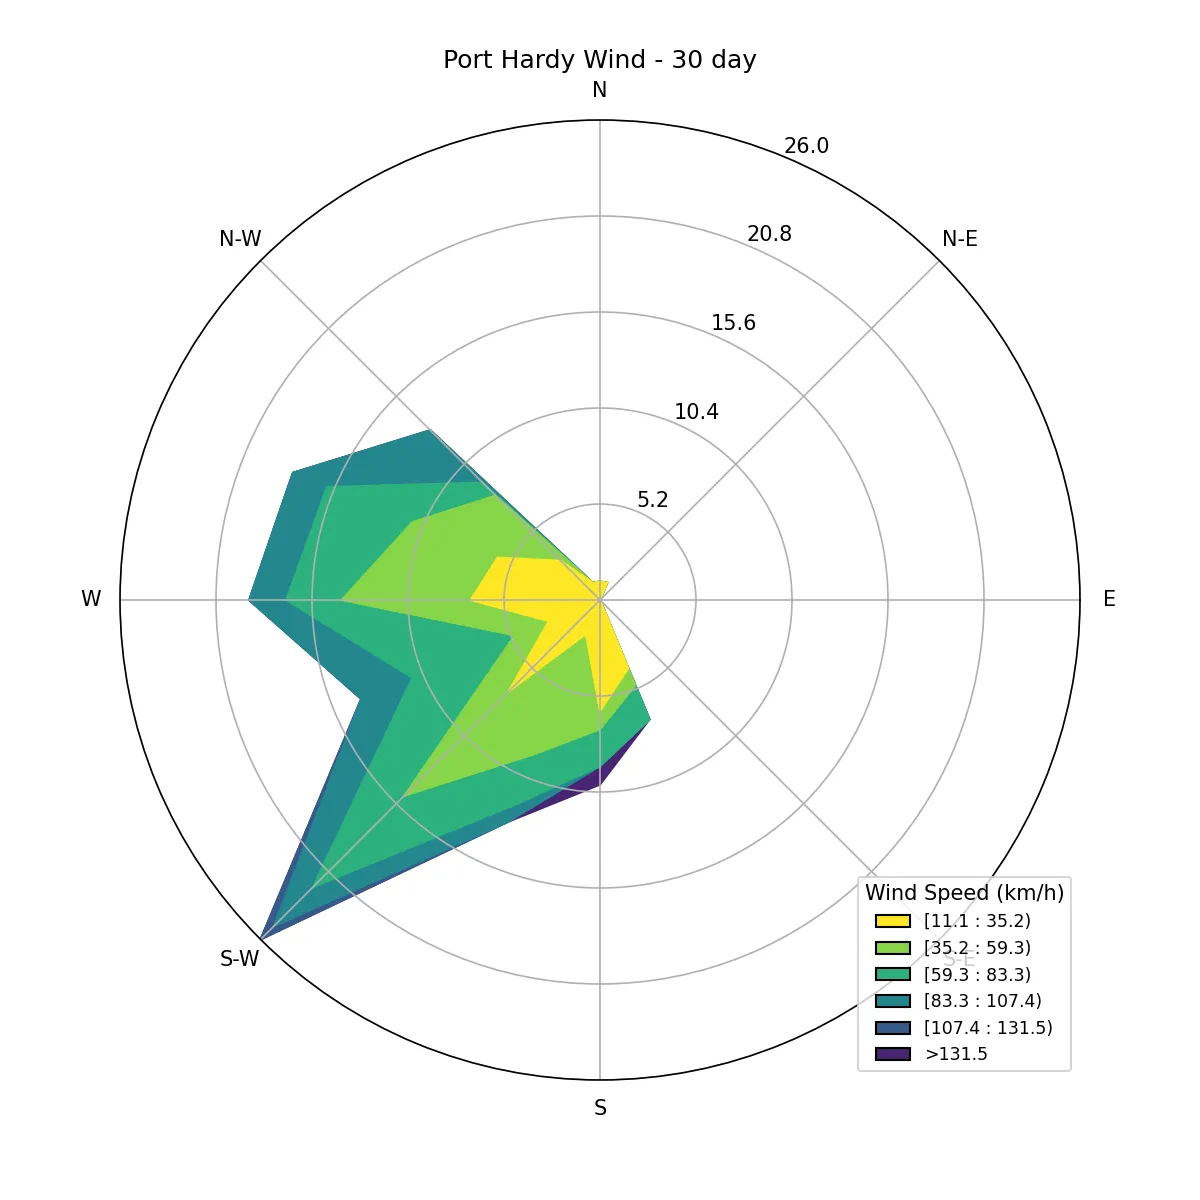 Port Hardy Wind - 30 day
N
26.0
N-W
N-E
20.8
15.6
10.4
5.2
W
E
S-W
S-E
Wind Speed (km/h)
[11.1 : 35.2)
[35.2 : 59.3)
[59.3 : 83.3)
[83.3 : 107.4)
[107.4 : 131.5)
>131.5
S